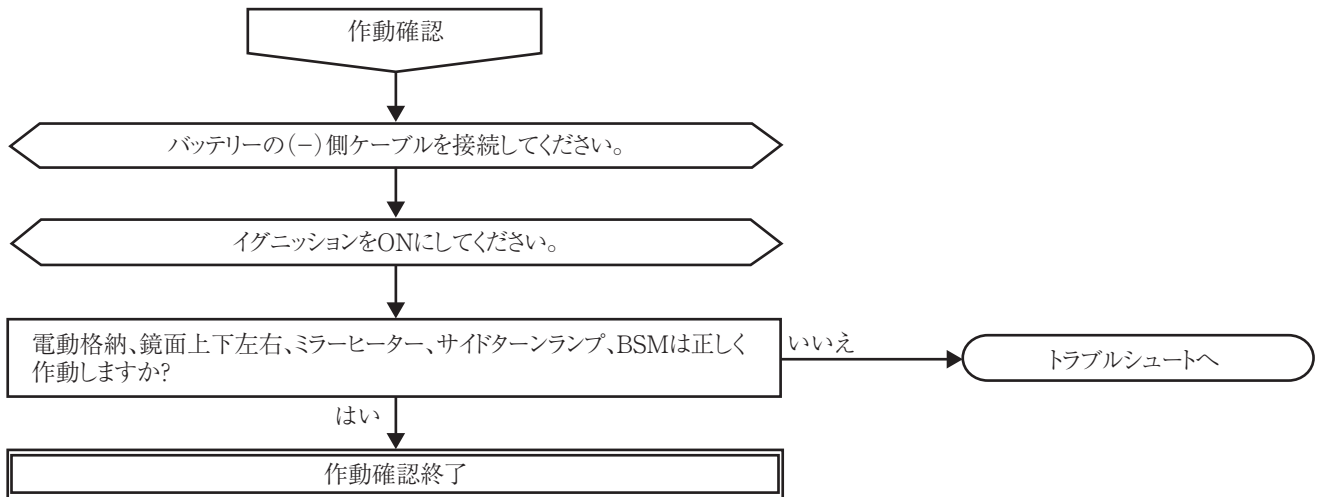 作動確認
バッテリーの(−)側ケーブルを接続してください。
イグニッションをONにしてください。
電動格納、鏡面上下左右、ミラーヒーター、サイドターンランプ、BSMは正しく
作動しますか?
いいえ
トラブルシュートへ
はい
作動確認終了